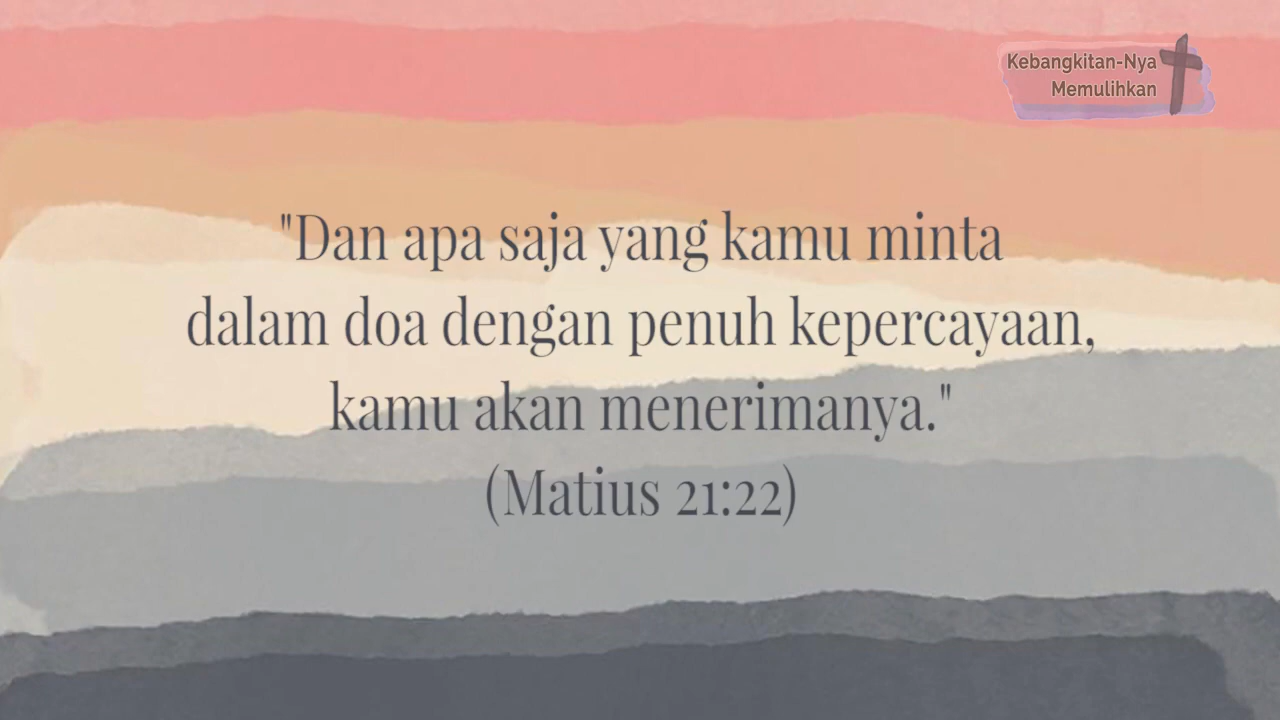 Kebangkitan-Nya
Memulihkan
"Dan apa saja yang kamu minta
dalam doa dengan penuh kepercayaan,
kamu akan menerimanya."
(Matius 21:22)